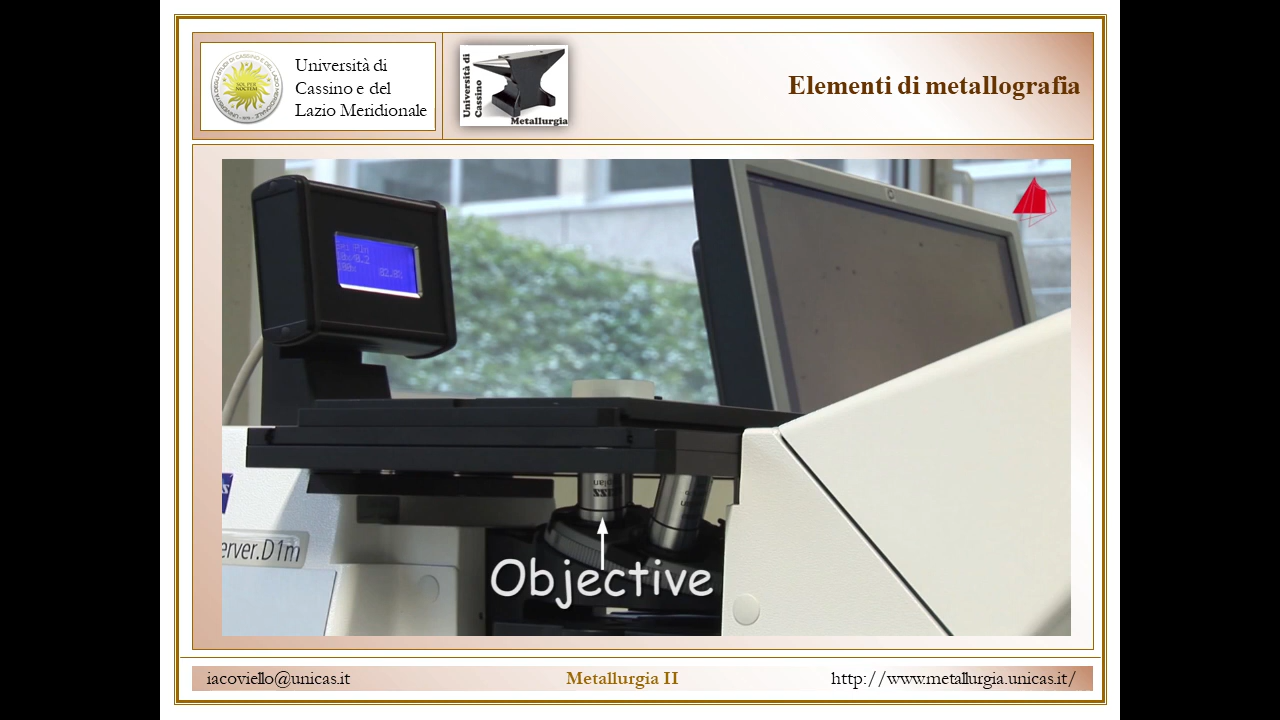 Università di
Cassino e del
Lazio Meridionale
Università di
Cassino
Metallurgia
Elementi di metallografia
erver.D1m
Objective
iacoviello@unicas.it
Metallurgia II
http://www.metallurgia.unicas.it/